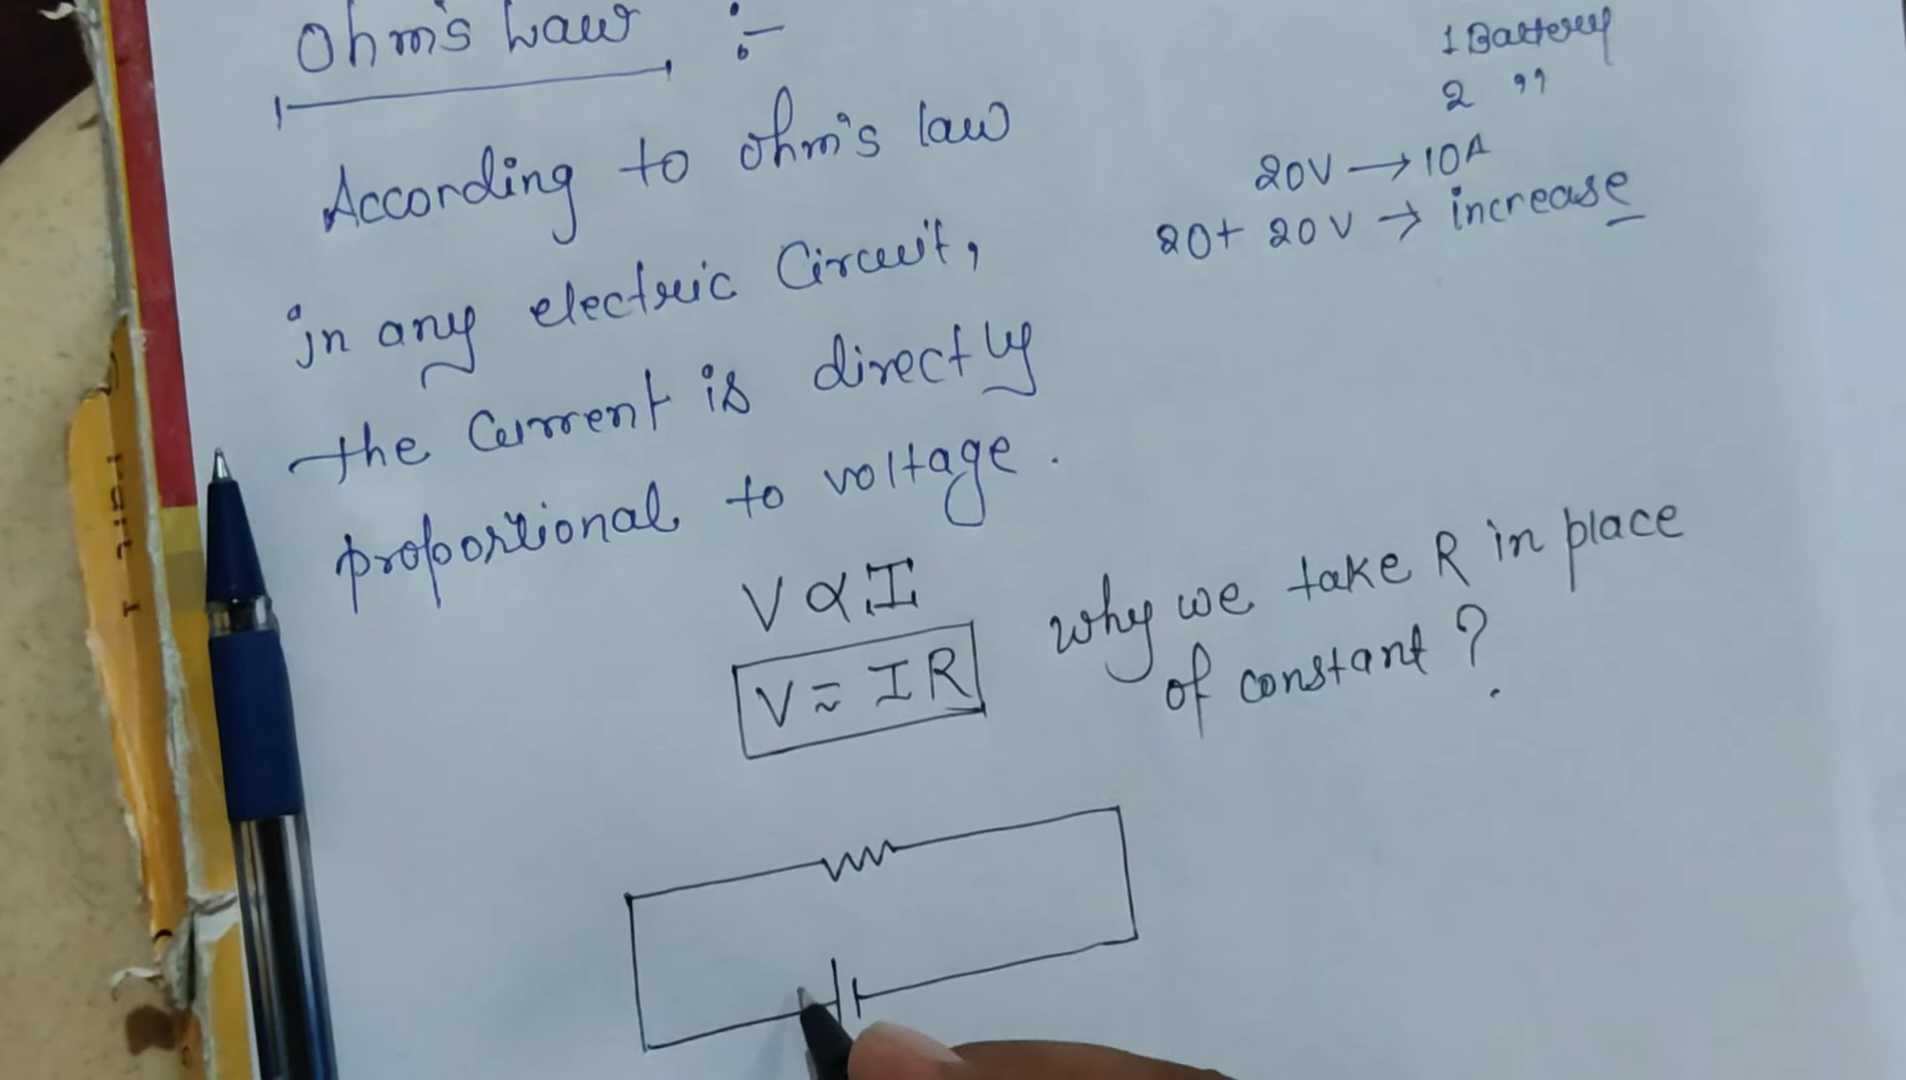 Ohm's Law :-
1 Battery
2 "
20V → 10A
20+ 20V → increase
According to ohm's law
in any electric Circuit,
the Current is directly
proportional to voltage.
V ∝ I
V = IR
why we take R in place
of constant ?